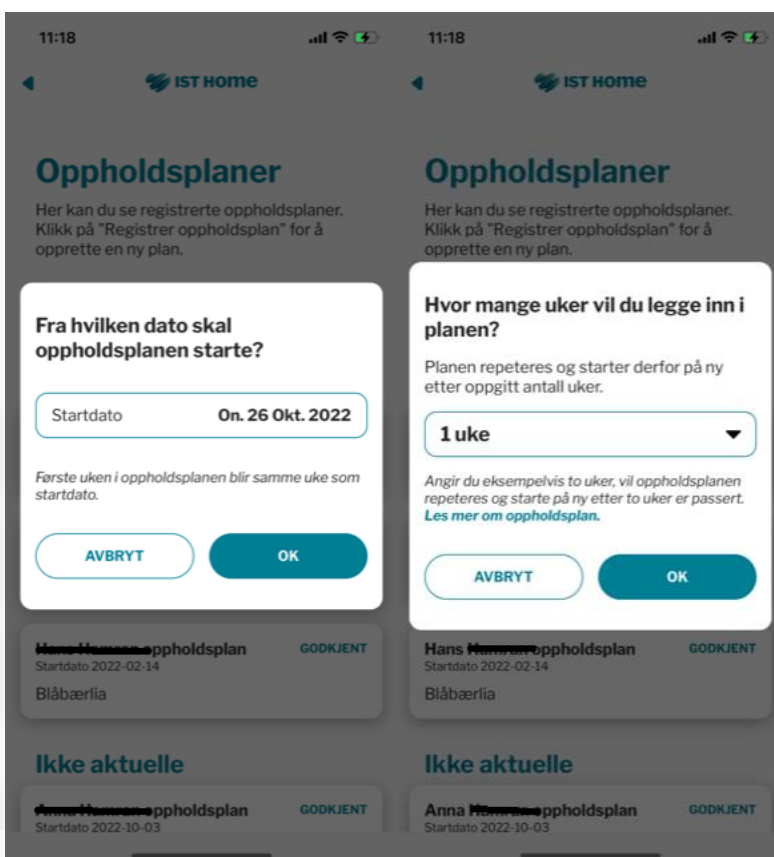 11:18
IST Home
Oppholdsplaner
Her kan du se registrerte oppholdsplaner.
Klikk på "Registrer oppholdsplan" for å
opprette en ny plan.
Fra hvilken dato skal
oppholdsplanen starte?
Startdato On. 26 Okt. 2022
Første uken i oppholdsplanen blir samme uke som
startdato.
AVBRYT OK
oppholdsplan GODKJENT
Startdato 2022-02-14
Blåbærlia
Ikke aktuelle
oppholdsplan GODKJENT
Startdato 2022-10-03
11:18
IST Home
Oppholdsplaner
Her kan du se registrerte oppholdsplaner.
Klikk på "Registrer oppholdsplan" for å
opprette en ny plan.
Hvor mange uker vil du legge inn i
planen?
Planen repeteres og starter derfor på ny
etter oppgitt antall uker.
1 uke
Angir du eksempelvis to uker, vil oppholdsplanen
repeteres og starte på ny etter to uker er passert.
Les mer om oppholdsplan.
AVBRYT OK
Hans oppholdsplan GODKJENT
Startdato 2022-02-14
Blåbærlia
Ikke aktuelle
Anna oppholdsplan GODKJENT
Startdato 2022-10-03